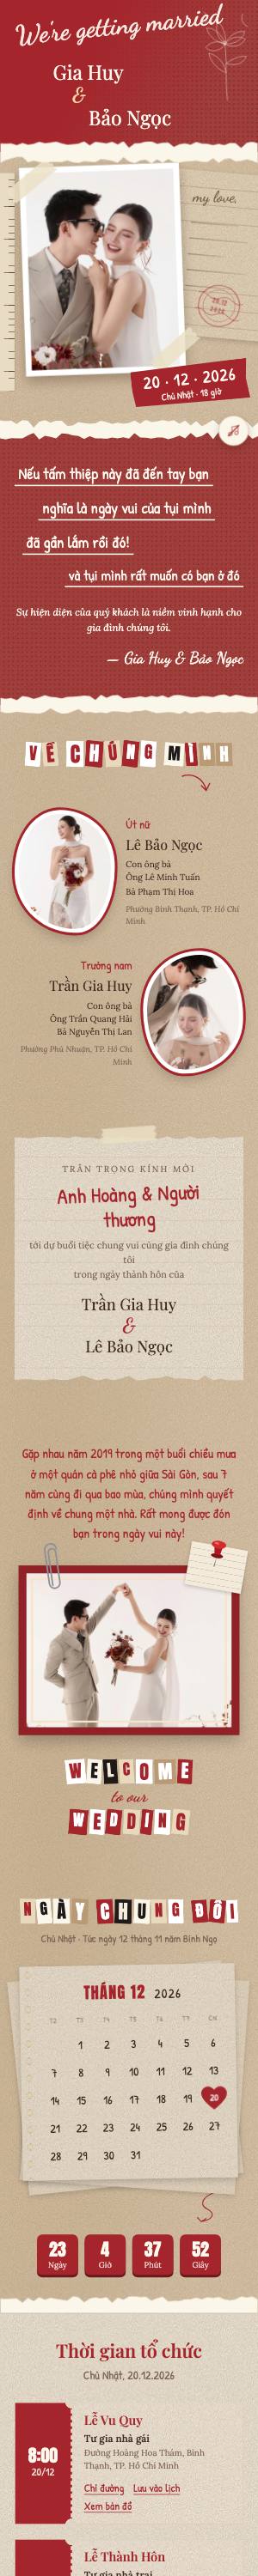 We're getting married
Gia Huy
&
Bảo Ngọc
my love,
20.12
2026
20 · 12 · 2026
Chủ Nhật · 18 giờ
Nếu tấm thiệp này đã đến tay bạn
nghĩa là ngày vui của tụi mình
đã gần lắm rồi đó!
và tụi mình rất muốn có bạn ở đó
Sự hiện diện của quý khách là niềm vinh hạnh cho
gia đình chúng tôi.
— Gia Huy & Bảo Ngọc
VỀ CHÚNG MÌNH
Út nữ
Lê Bảo Ngọc
Con ông bà
Ông Lê Minh Tuấn
Bà Phạm Thị Hoa
Phường Bình Thạnh, TP. Hồ Chí
Minh
Trưởng nam
Trần Gia Huy
Con ông bà
Ông Trần Quang Hải
Bà Nguyễn Thị Lan
Phường Phú Nhuận, TP. Hồ Chí
Minh
TRÂN TRỌNG KÍNH MỜI
Anh Hoàng & Người
thương
tới dự buổi tiệc chung vui cùng gia đình chúng
tôi
trong ngày thành hôn của
Trần Gia Huy
&
Lê Bảo Ngọc
Gặp nhau năm 2019 trong một buổi chiều mưa
ở một quán cà phê nhỏ giữa Sài Gòn, sau 7
năm cùng đi qua bao mùa, chúng mình quyết
định về chung một nhà. Rất mong được đón
bạn trong ngày vui này!
WELCOME
to our
WEDDING
NGÀY CHUNG ĐÔI
Chủ Nhật · Tức ngày 12 tháng 11 năm Bính Ngọ
THÁNG 12 2026
T2 T3 T4 T5 T6 T7 CN
1 2 3 4 5 6
7 8 9 10 11 12 13
14 15 16 17 18 19 20
21 22 23 24 25 26 27
28 29 30 31
23 4 37 52
Ngày Giờ Phút Giây
Thời gian tổ chức
Chủ Nhật, 20.12.2026
8:00
20/12
Lễ Vu Quy
Tư gia nhà gái
Đường Hoàng Hoa Thám, Bình
Thạnh, TP. Hồ Chí Minh
Chỉ đường Lưu vào lịch
Xem bản đồ
Lễ Thành Hôn
Tư gia nhà trai